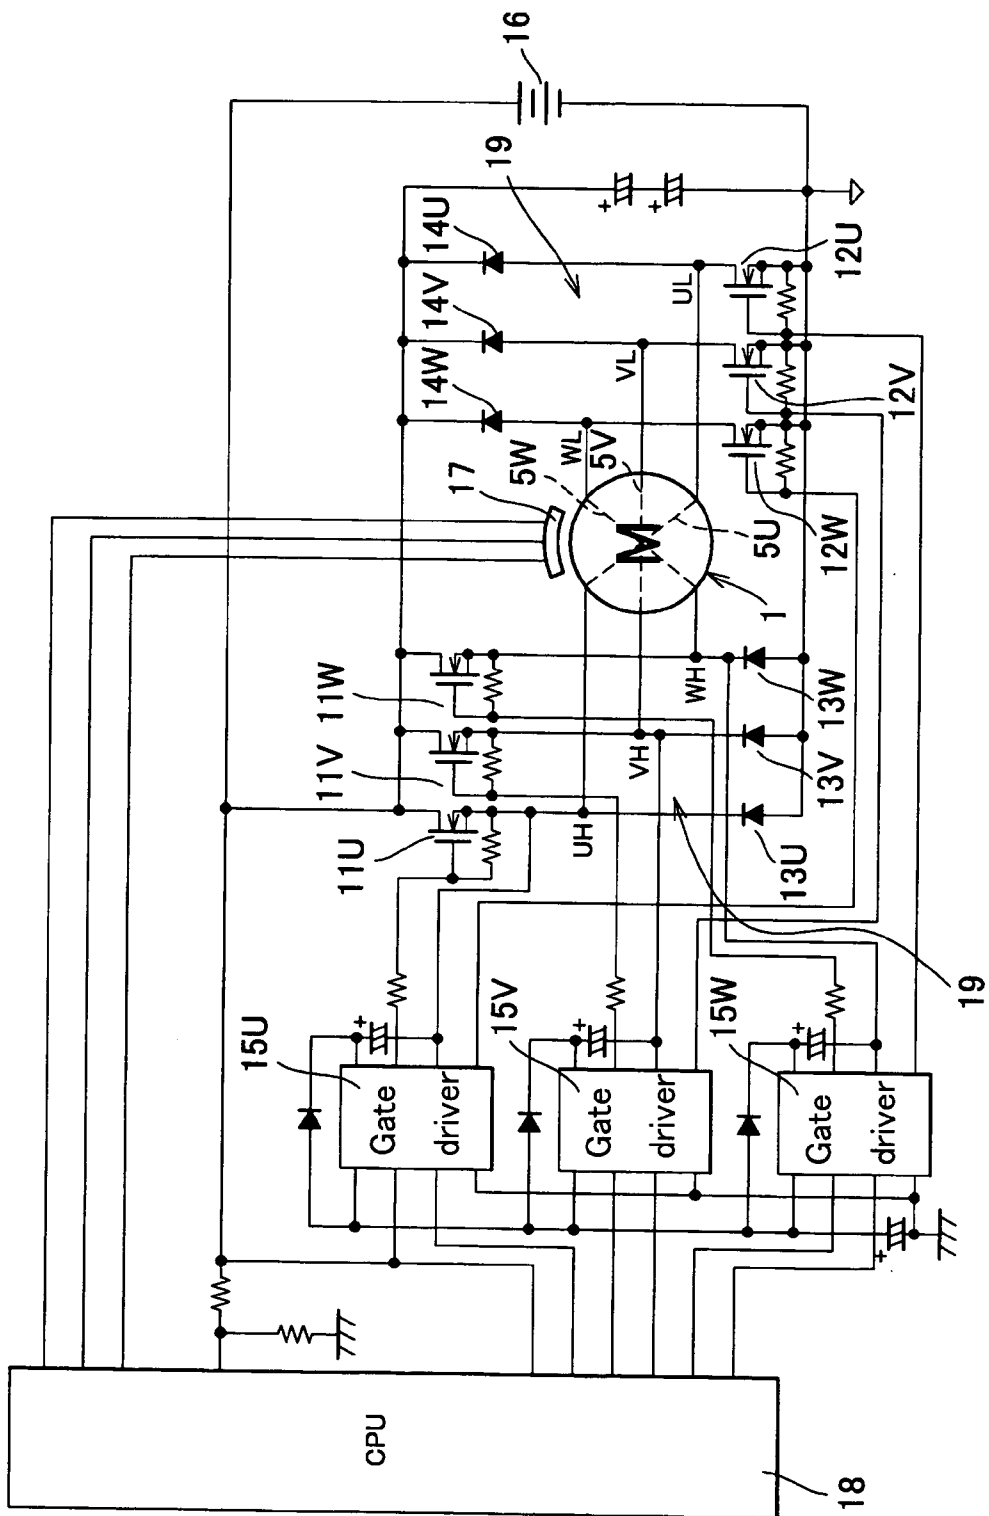 16
19
14U
14V
14W
17
5W
WL
5V
VL
UL
12U
12V
12W
5U
M
1
11W
11V
11U
UH
VH
WH
13W
13V
13U
19
15U
Gate
driver
+
15V
Gate
driver
+
15W
Gate
driver
+
+
+
+
CPU
18